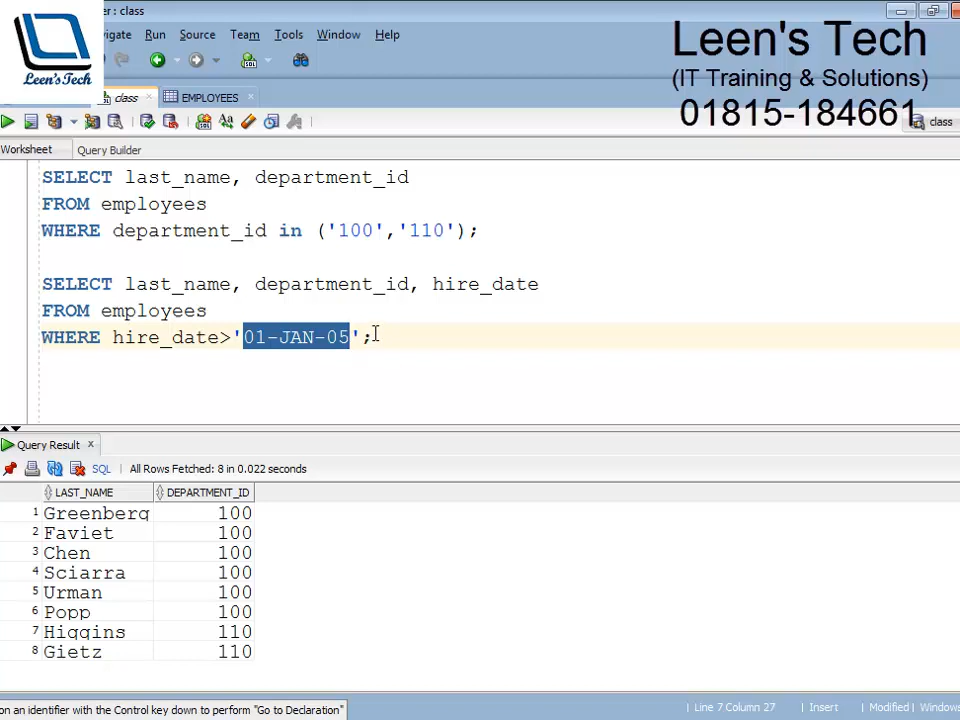 : class
Leen's Tech
(IT Training & Solutions)
01815-184661
Leen'sTech
igate Run Source Team Tools Window Help
class EMPLOYEES
class
Worksheet Query Builder
SELECT last_name, department_id
FROM employees
WHERE department_id in ('100','110');
SELECT last_name, department_id, hire_date
FROM employees
WHERE hire_date>'01-JAN-05';
Query Result x
SQL | All Rows Fetched: 8 in 0.022 seconds
LAST_NAME DEPARTMENT_ID
1 Greenberg 100
2 Faviet 100
3 Chen 100
4 Sciarra 100
5 Urman 100
6 Popp 100
7 Higgins 110
8 Gietz 110
on an identifier with the Control key down to perform "Go to Declaration"
Line 7 Column 27 | Insert | Modified | Windows